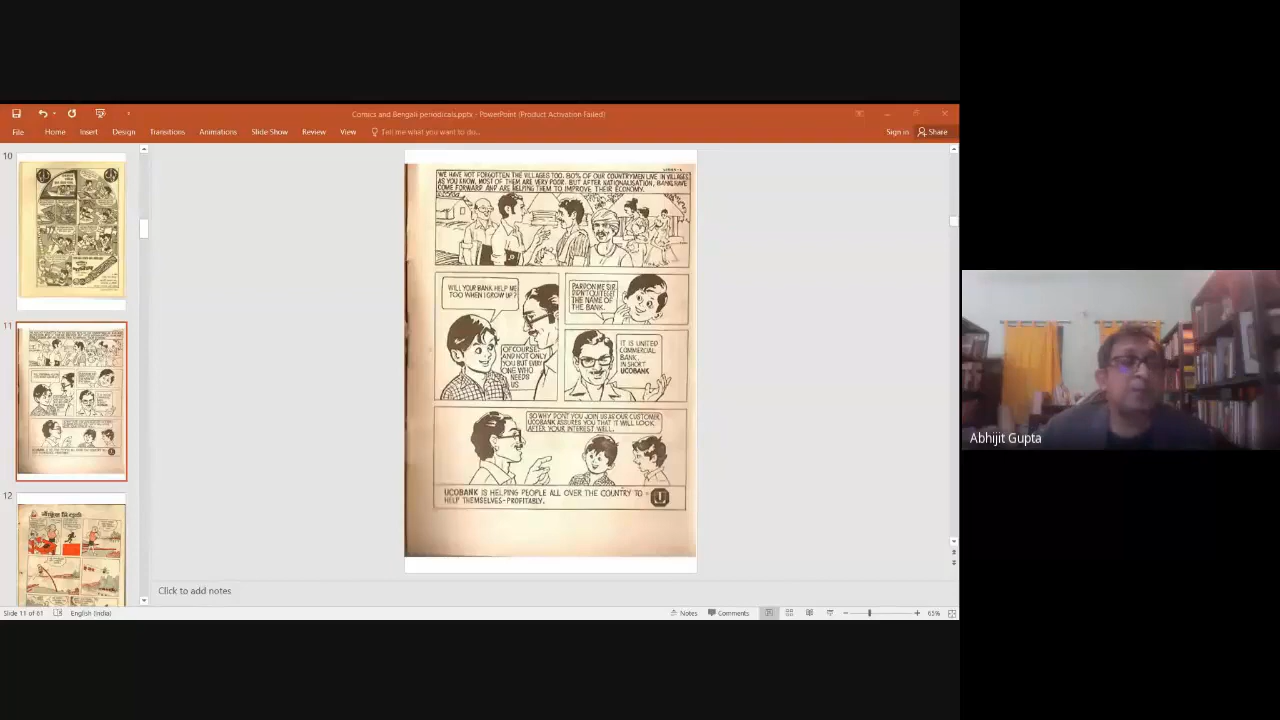 Comics and Bengali periodicals.pptx - PowerPoint (Product Activation Failed)
File Home Insert Design Transitions Animations Slide Show Review View Tell me what you want to do... Sign in Share
10
11
12
WE HAVE NOT FORGOTTEN THE VILLAGES TOO. 80% OF OUR COUNTRYMEN LIVE IN VILLAGES
AS YOU KNOW, MOST OF THEM ARE VERY POOR. BUT AFTER NATIONALISATION, BANKS HAVE
COME FORWARD AND ARE HELPING THEM TO IMPROVE THEIR ECONOMY.
WILL YOUR BANK HELP ME
TOO WHEN I GROW UP?
OF COURSE!
AND NOT ONLY
YOU BUT EVERY
ONE WHO
NEEDS
US
PARDON ME SIR
DIDN'T QUITE GET
THE NAME OF
THE BANK.
IT IS UNITED
COMMERCIAL
BANK,
IN SHORT
UCOBANK
SO WHY DON'T YOU JOIN US AS OUR CUSTOMER
UCOBANK ASSURES YOU THAT IT WILL LOOK
AFTER YOUR INTEREST WELL.
UCOBANK IS HELPING PEOPLE ALL OVER THE COUNTRY TO
HELP THEMSELVES-PROFITABLY.
Click to add notes
Slide 11 of 61 English (India) Notes Comments 65%
Abhijit Gupta